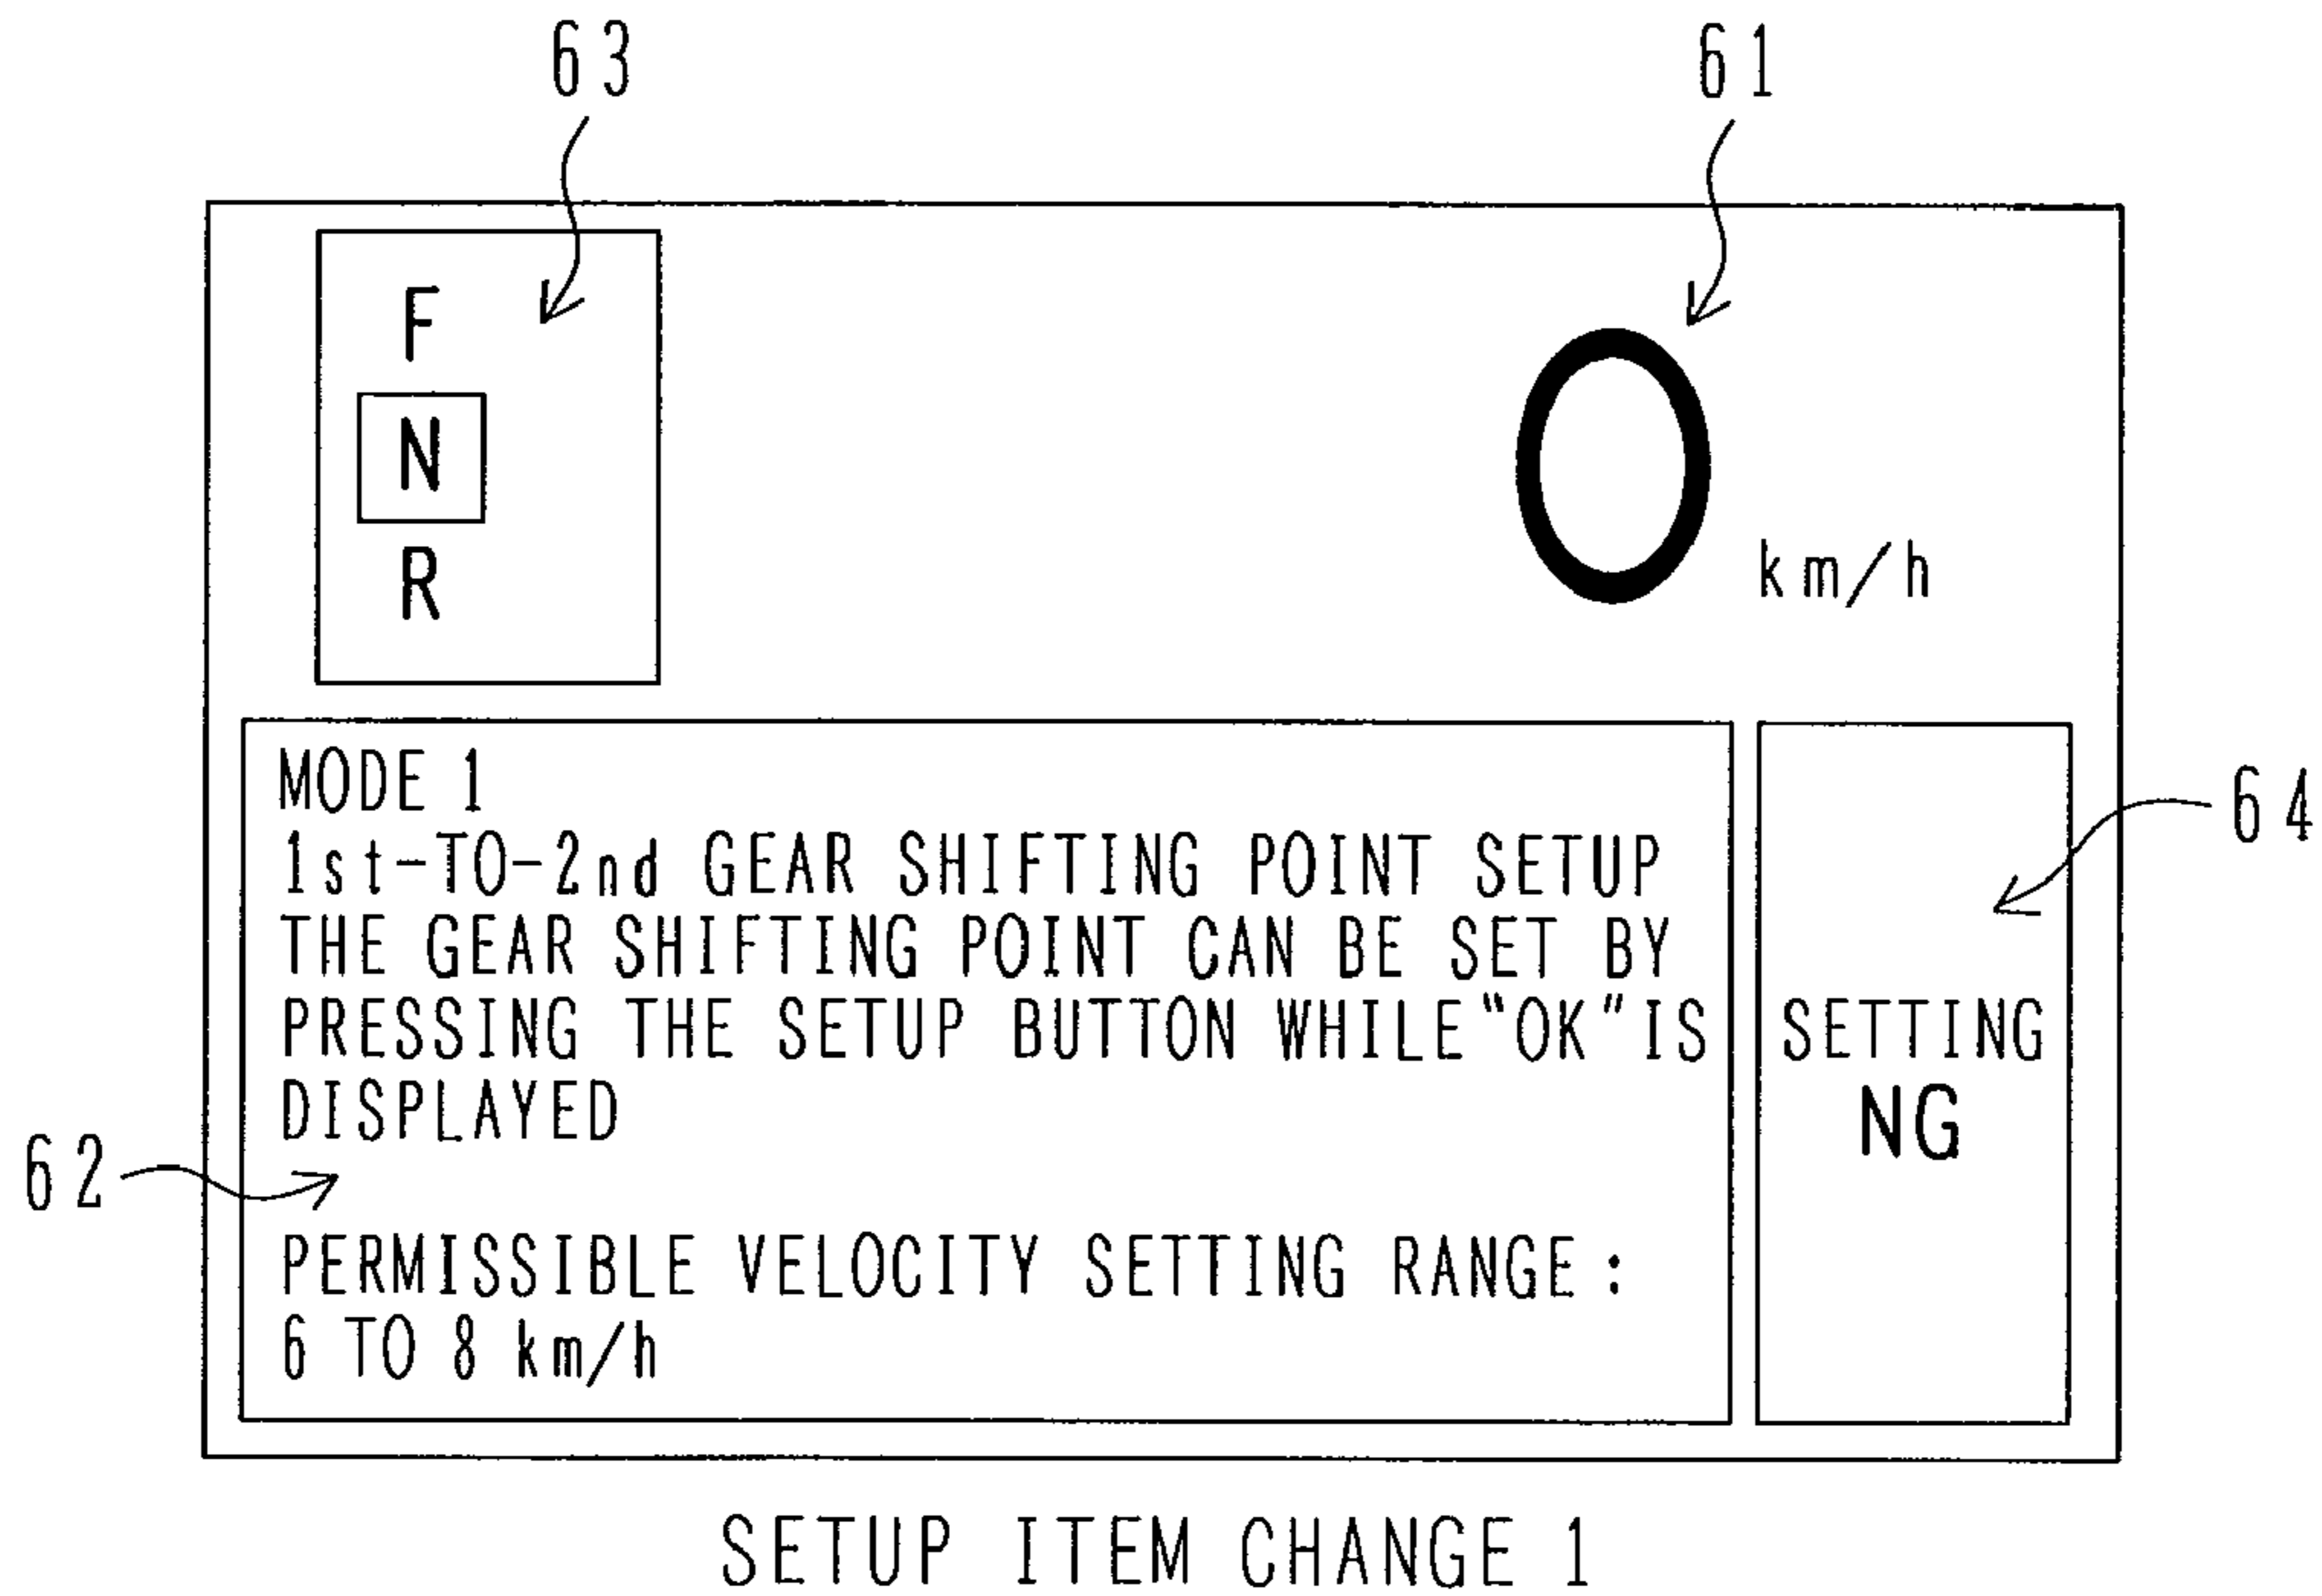 63
61
F
N
R
0 km/h
MODE 1
1st-TO-2nd GEAR SHIFTING POINT SETUP
THE GEAR SHIFTING POINT CAN BE SET BY
PRESSING THE SETUP BUTTON WHILE "OK" IS
DISPLAYED
PERMISSIBLE VELOCITY SETTING RANGE:
6 TO 8 km/h
SETTING
NG
64
62
SETUP ITEM CHANGE 1